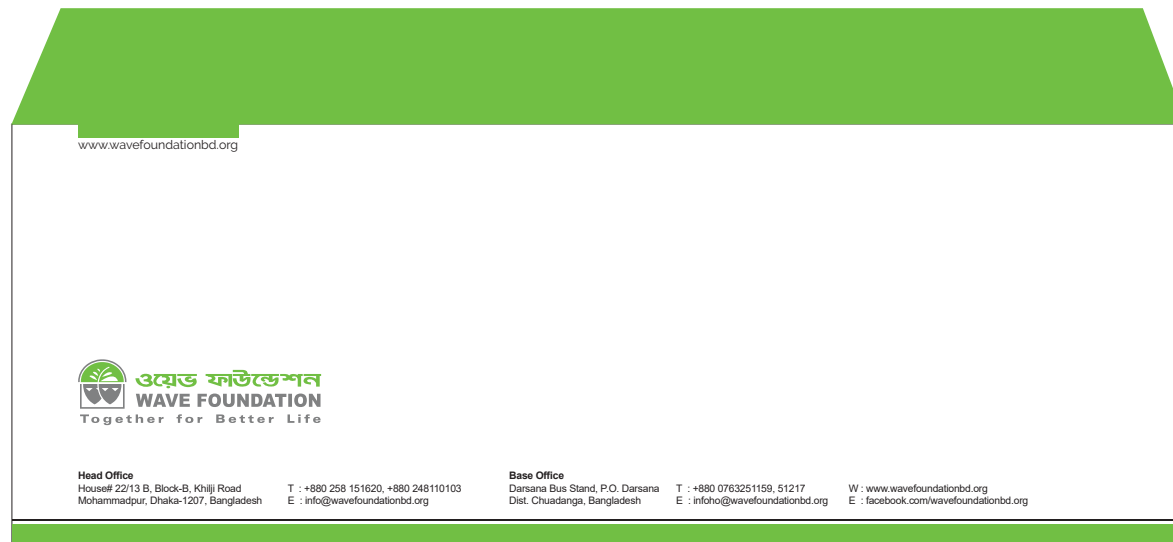 www.wavefoundationbd.org
ওয়েভ ফাউন্ডেশন
WAVE FOUNDATION
Together for Better Life
Head Office
House# 22/13 B, Block-B, Khilji Road
Mohammadpur, Dhaka-1207, Bangladesh
T : +880 258 151620, +880 248110103
E : info@wavefoundationbd.org
Base Office
Darsana Bus Stand, P.O. Darsana
Dist. Chuadanga, Bangladesh
T : +880 0763251159, 51217
E : infoho@wavefoundationbd.org
W : www.wavefoundationbd.org
E : facebook.com/wavefoundationbd.org